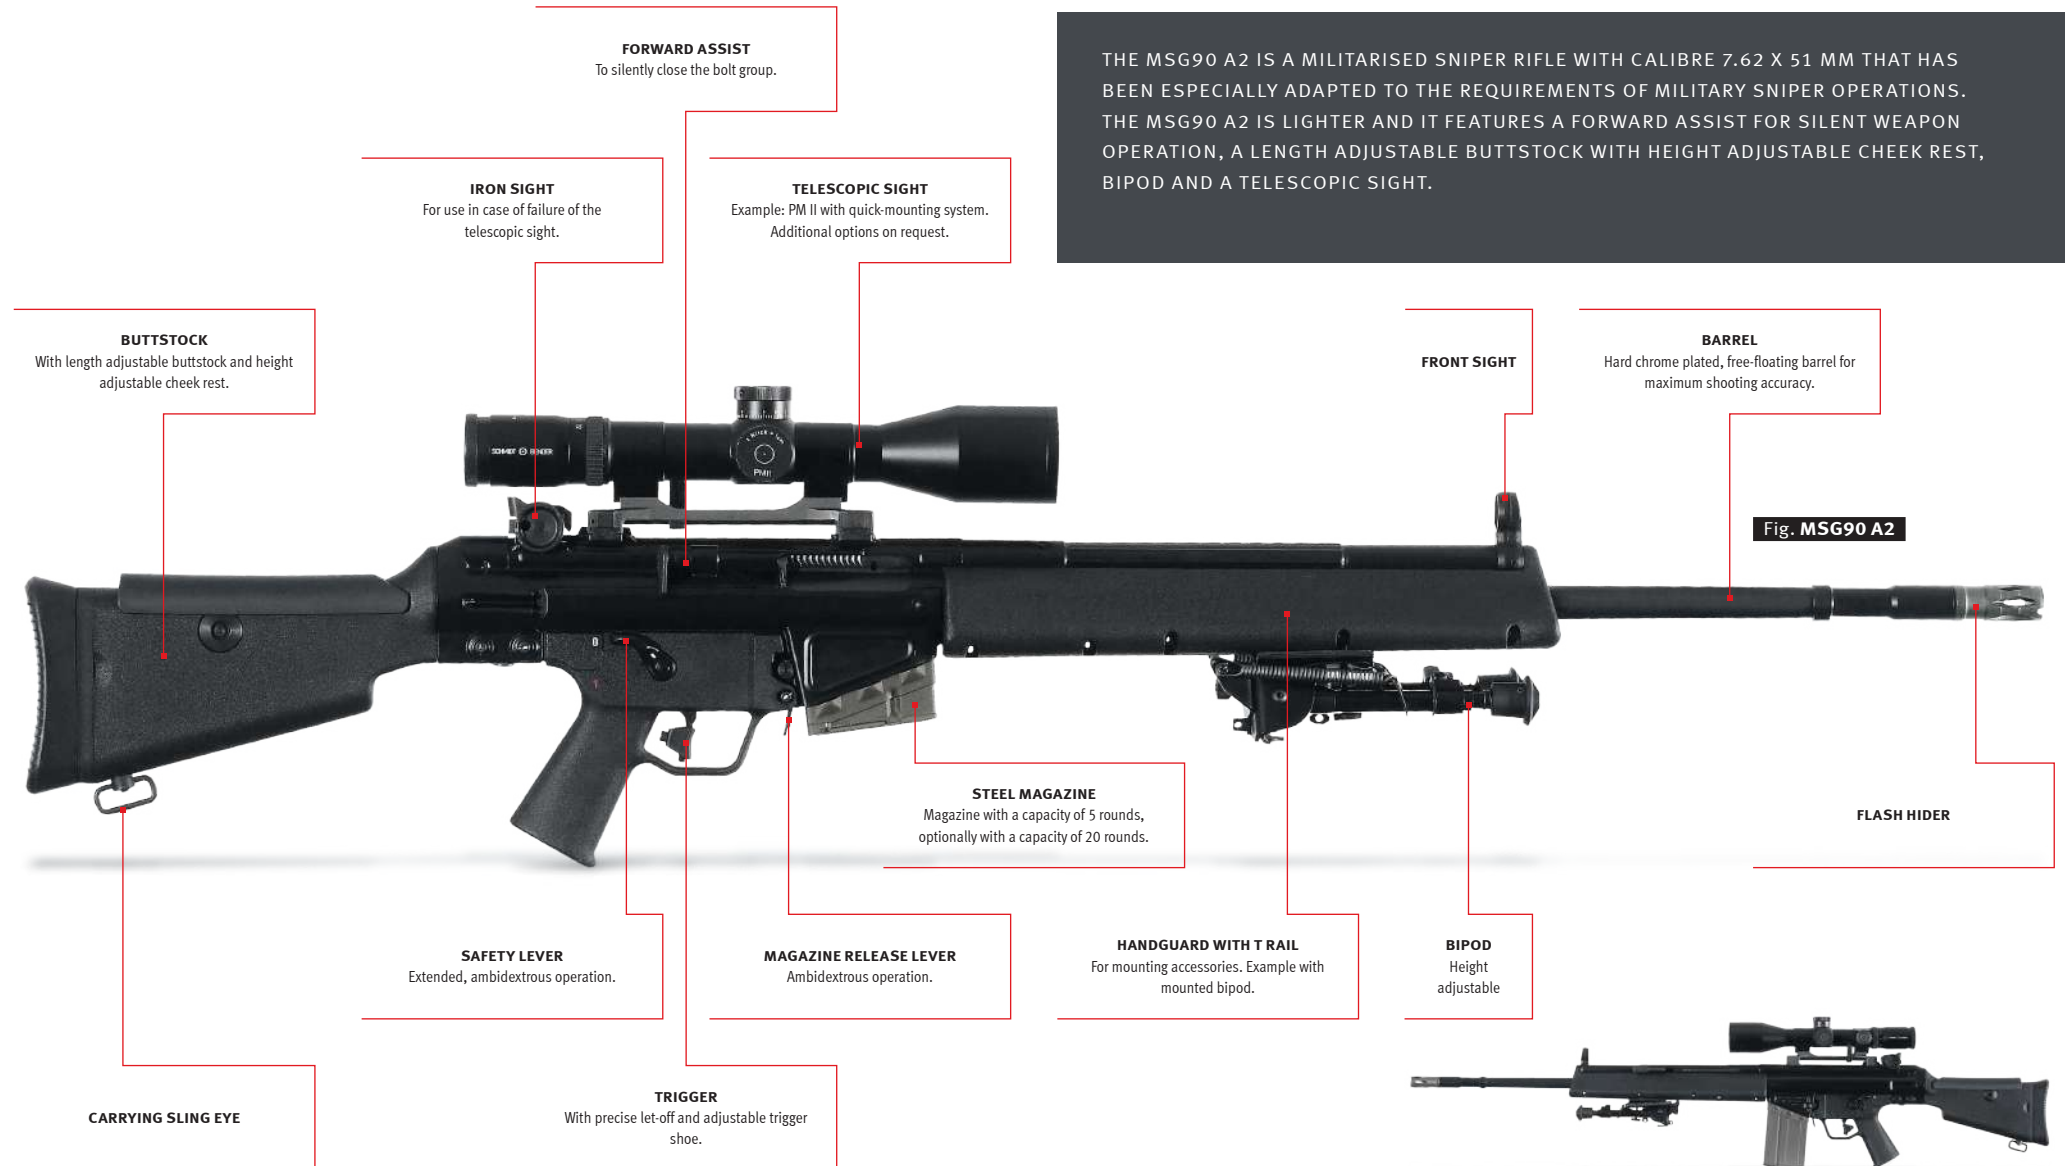 FORWARD ASSIST
To silently close the bolt group.
THE MSG90 A2 IS A MILITARISED SNIPER RIFLE WITH CALIBRE 7.62 X 51 MM THAT HAS
BEEN ESPECIALLY ADAPTED TO THE REQUIREMENTS OF MILITARY SNIPER OPERATIONS.
THE MSG90 A2 IS LIGHTER AND IT FEATURES A FORWARD ASSIST FOR SILENT WEAPON
OPERATION, A LENGTH ADJUSTABLE BUTTSTOCK WITH HEIGHT ADJUSTABLE CHEEK REST,
BIPOD AND A TELESCOPIC SIGHT.
IRON SIGHT
For use in case of failure of the
telescopic sight.
TELESCOPIC SIGHT
Example: PM II with quick-mounting system.
Additional options on request.
BUTTSTOCK
With length adjustable buttstock and height
adjustable cheek rest.
FRONT SIGHT
BARREL
Hard chrome plated, free-floating barrel for
maximum shooting accuracy.
SCHMIDT BENDER
PM II
Fig. MSG90 A2
STEEL MAGAZINE
Magazine with a capacity of 5 rounds,
optionally with a capacity of 20 rounds.
FLASH HIDER
SAFETY LEVER
Extended, ambidextrous operation.
MAGAZINE RELEASE LEVER
Ambidextrous operation.
HANDGUARD WITH T RAIL
For mounting accessories. Example with
mounted bipod.
BIPOD
Height
adjustable
CARRYING SLING EYE
TRIGGER
With precise let-off and adjustable trigger
shoe.